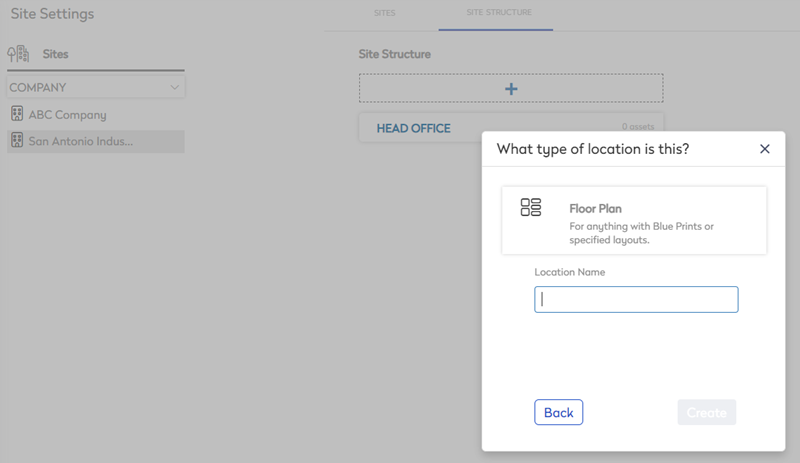 Site Settings
SITES
SITE STRUCTURE
Sites
COMPANY
ABC Company
San Antonio Indus...
Site Structure
+
HEAD OFFICE
0 assets
What type of location is this?
Floor Plan
For anything with Blue Prints or
specified layouts.
Location Name
Back
Create